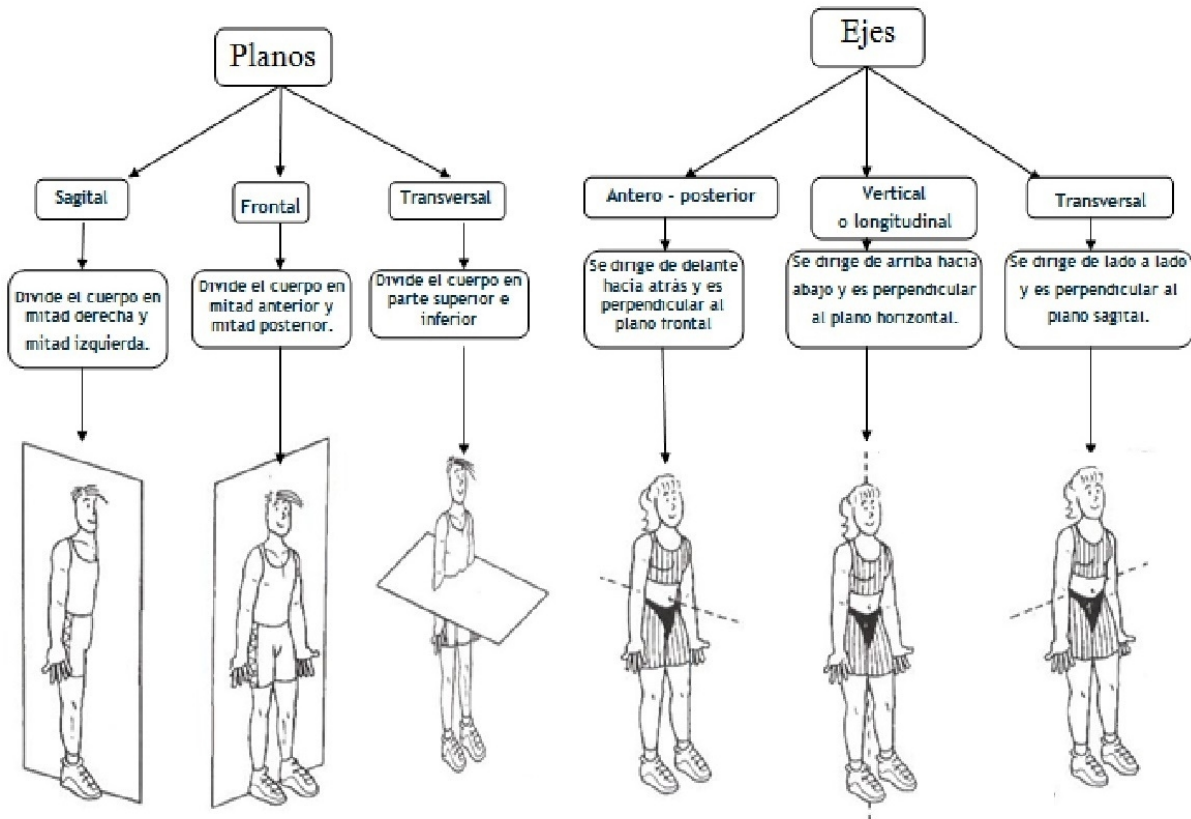 Planos
Ejes
Sagital
Frontal
Transversal
Antero - posterior
Vertical
o longitudinal
Transversal
Divide el cuerpo en
mitad derecha y
mitad izquierda.
Divide el cuerpo en
mitad anterior y
mitad posterior.
Divide el cuerpo en
parte superior e
inferior
Se dirige de delante
hacia atrás y es
perpendicular al
plano frontal
Se dirige de arriba hacia
abajo y es perpendicular
al plano horizontal.
Se dirige de lado a lado
y es perpendicular al
plano sagital.